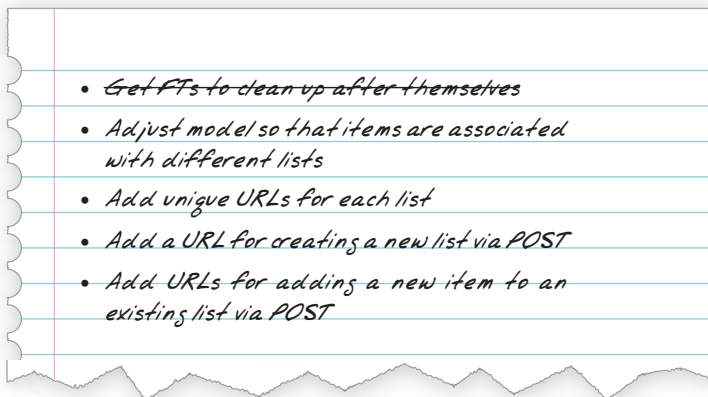 • Get FTs to clean up after themselves
• Adjust model so that items are associated
with different lists
• Add unique URLs for each list
• Add a URL for creating a new list via POST
• Add URLs for adding a new item to an
existing list via POST